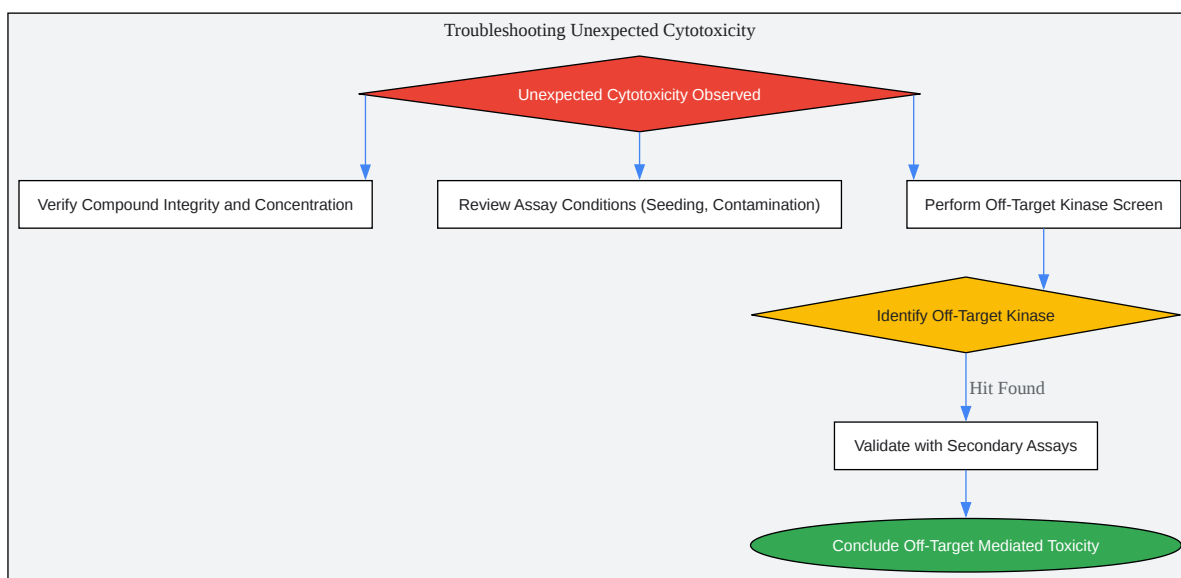 Troubleshooting Unexpected Cytotoxicity
Unexpected Cytotoxicity Observed
Verify Compound Integrity and Concentration
Review Assay Conditions (Seeding, Contamination)
Perform Off-Target Kinase Screen
Identify Off-Target Kinase
Hit Found
Validate with Secondary Assays
Conclude Off-Target Mediated Toxicity